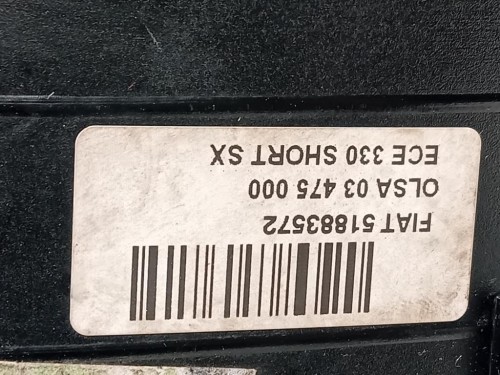 FIAT 51883572
OLSA 03 475 000
ECE 330 SHORT SX